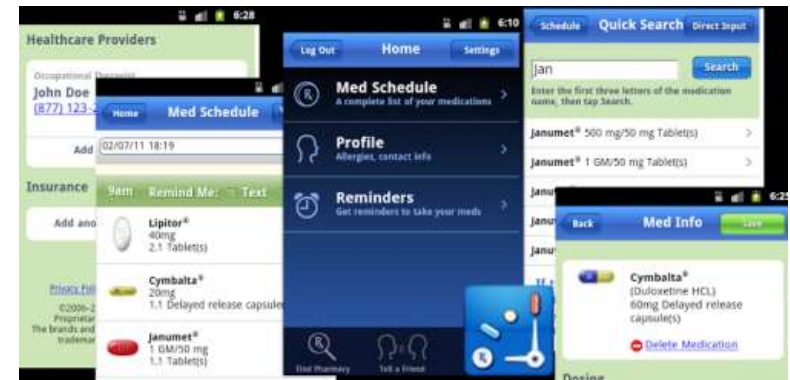 6:28
Healthcare Providers
Occupational Therapist
John Doe
(877) 123-2
Add
Insurance
Add ano
©2006-2
Proprietar
The brands and
trademar
Home
Med Schedule
02/07/11 18:19
9am Remind Me: Text
Lipitor®
40mg
2.1 Tablet(s)
Cymbalta®
20mg
1.1 Delayed release capsule
Janumet®
1 GM/50 mg
1.1 Tablet(s)
6:10
Log Out
Home
Settings
Med Schedule
A complete list of your medications
Profile
Allergies, contact info
Reminders
Get reminders to take your meds
Find Pharmacy
Tell a Friend
Schedule
Quick Search
Direct Input
Jan
Search
Enter the first three letters of the medication
name, then tap Search.
Janumet® 500 mg/50 mg Tablet(s)
Janumet® 1 GM/50 mg Tablet(s)
Janu
Janu
Janu
6:25
Back
Med Info
Save
Cymbalta®
(Duloxetine HCL)
60mg Delayed release
capsule(s)
Delete Medication
Dosing